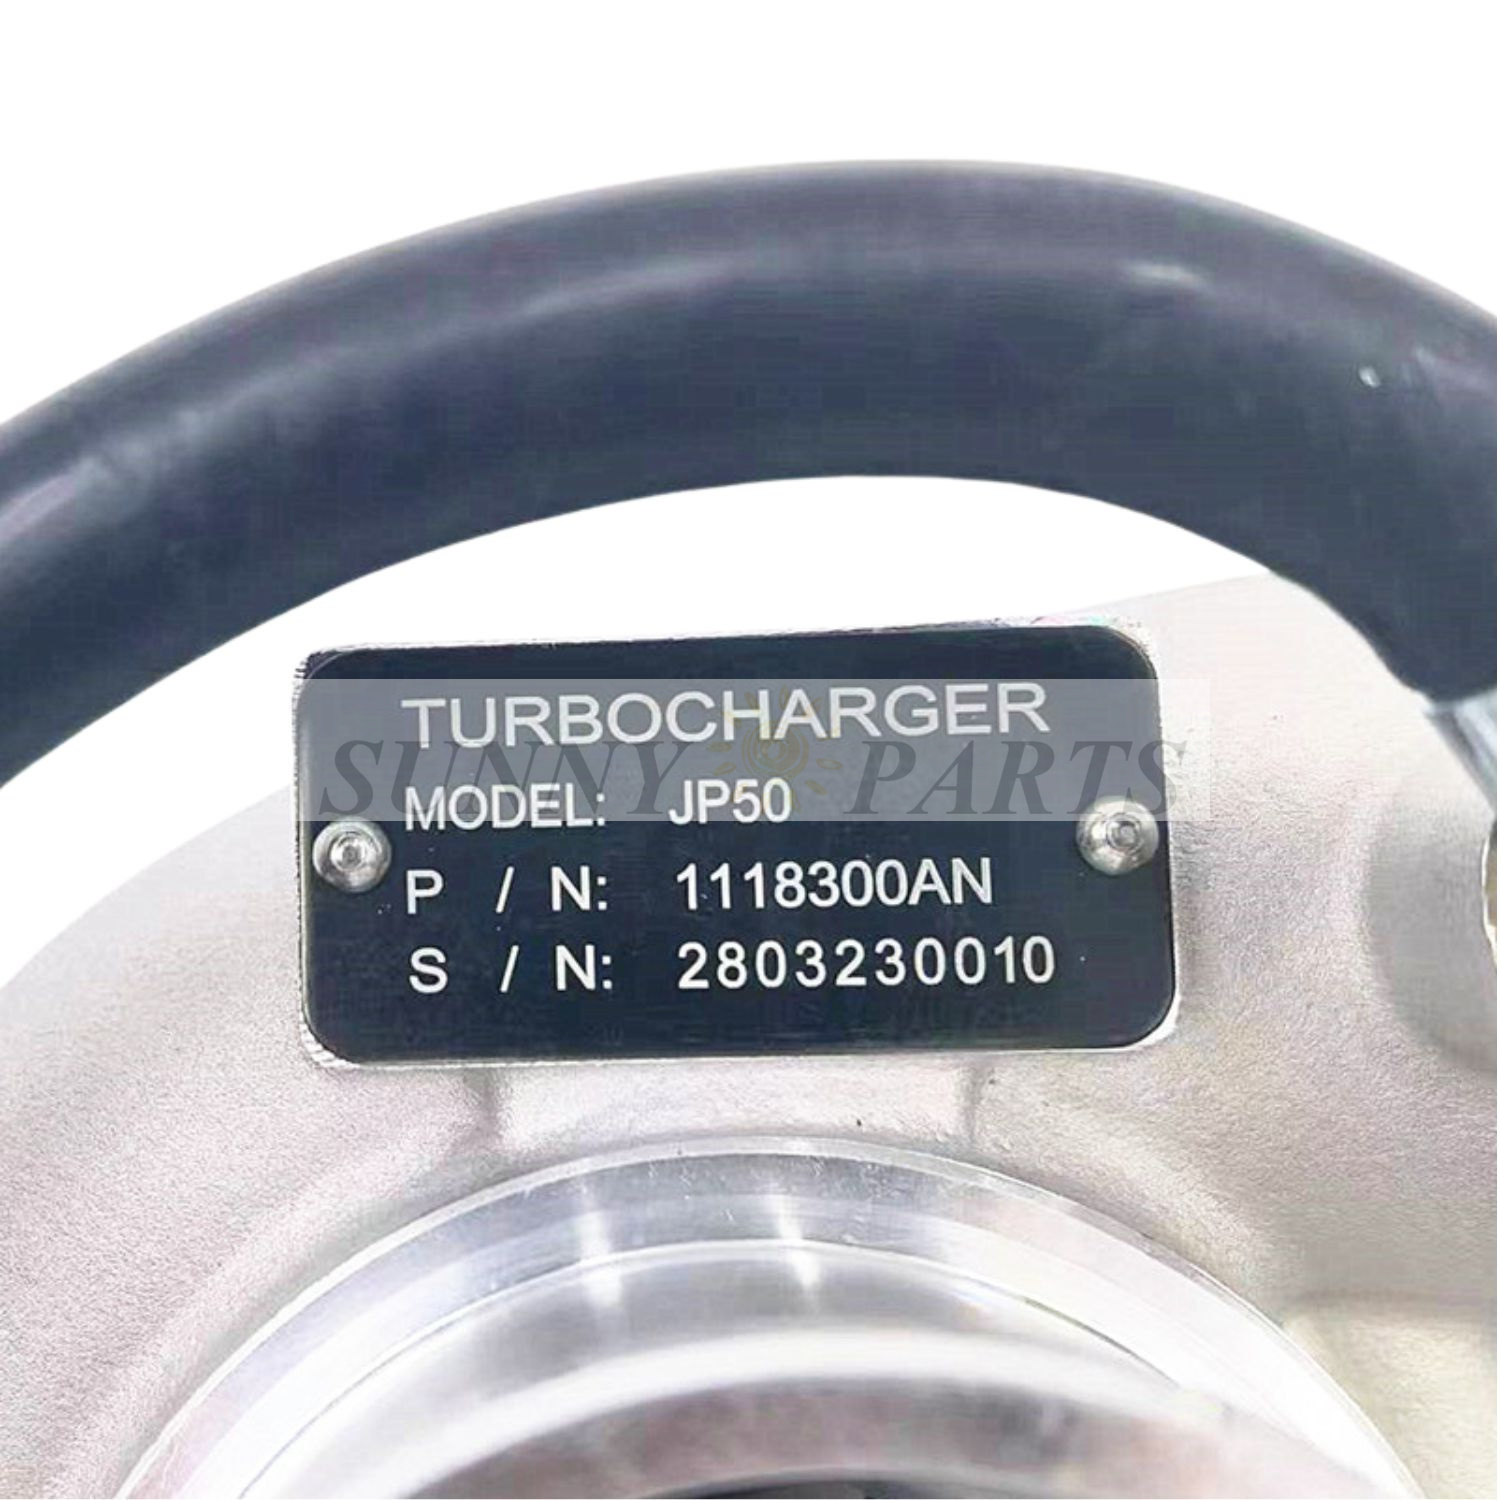 TURBOCHARGER
SUNNY PARTS
MODEL: JP50
P / N: 1118300AN
S / N: 2803230010